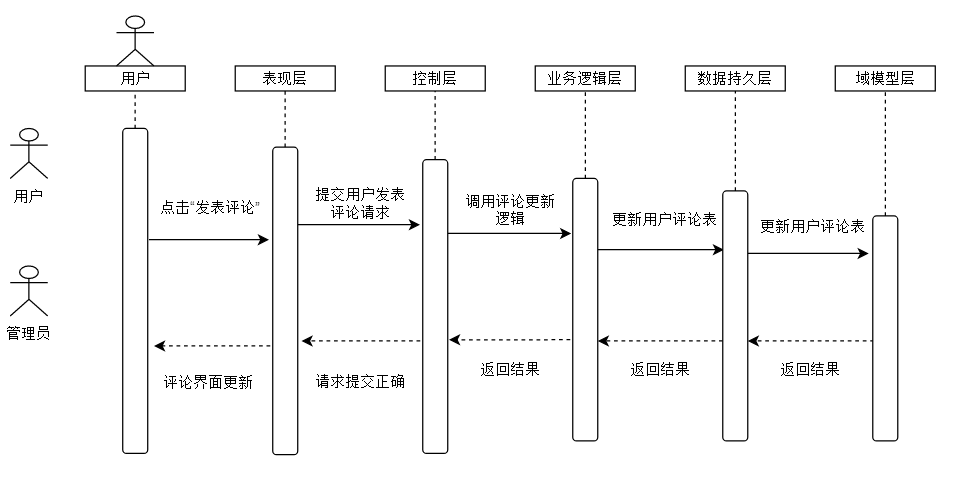 用户
表现层
控制层
业务逻辑层
数据持久层
域模型层
用户
点击“发表评论”
提交用户发表
评论请求
调用评论更新
逻辑
更新用户评论表
更新用户评论表
管理员
评论界面更新
请求提交正确
返回结果
返回结果
返回结果